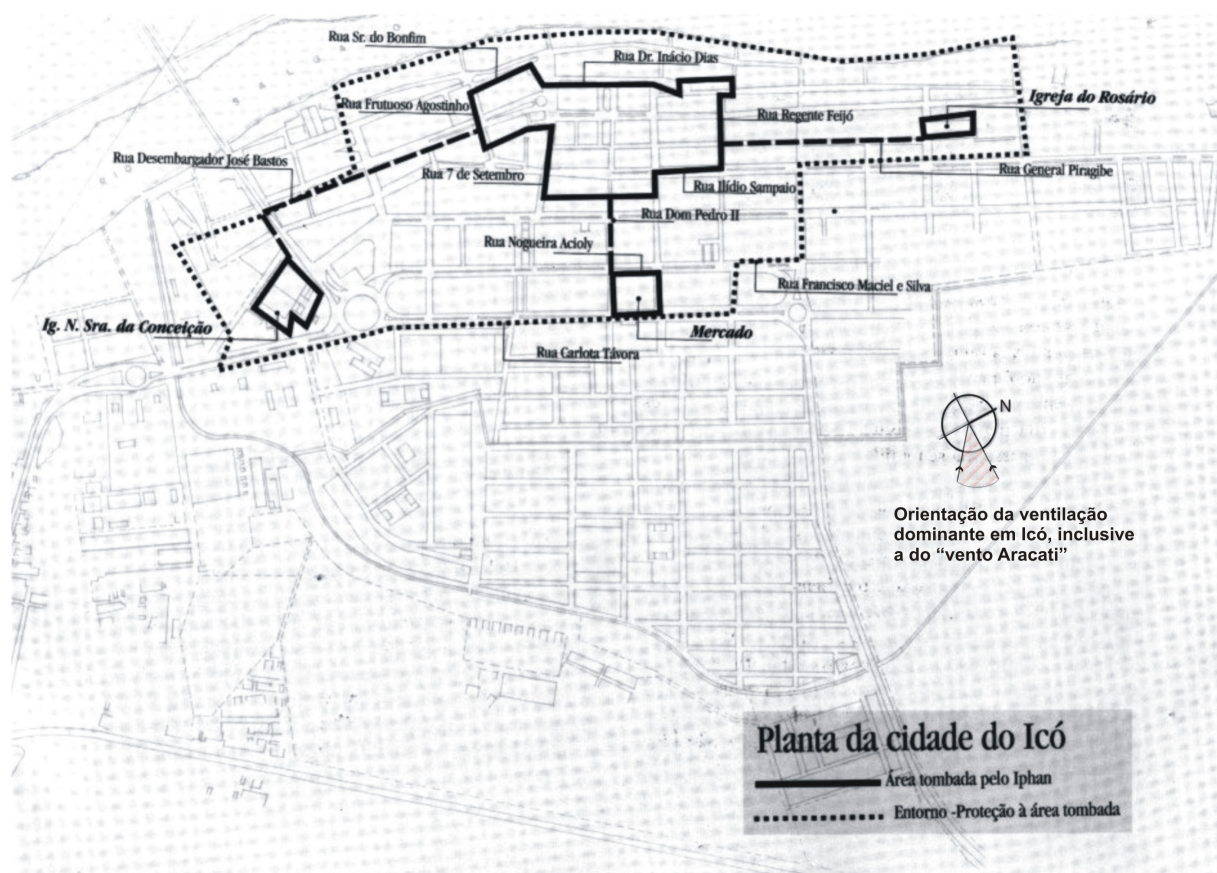 Rua Sr. do Bonfim
Rua Dr. Inácio Dias
Igreja do Rosário
Rua Frutuoso Agostinho
Rua Regente Feijó
Rua Desembargador José Bastos
Rua 7 de Setembro
Rua General Piragibe
Rua Ilídio Sampaio
Rua Dom Pedro II
Rua Nogueira Acioly
Rua Francisco Maciel e Silva
Ig. N. Sra. da Conceição
Mercado
Rua Carlota Távora
N
Orientação da ventilação
dominante em Icó, inclusive
a do “vento Aracati”
Planta da cidade do Icó
Área tombada pelo Iphan
Entorno -Proteção à área tombada